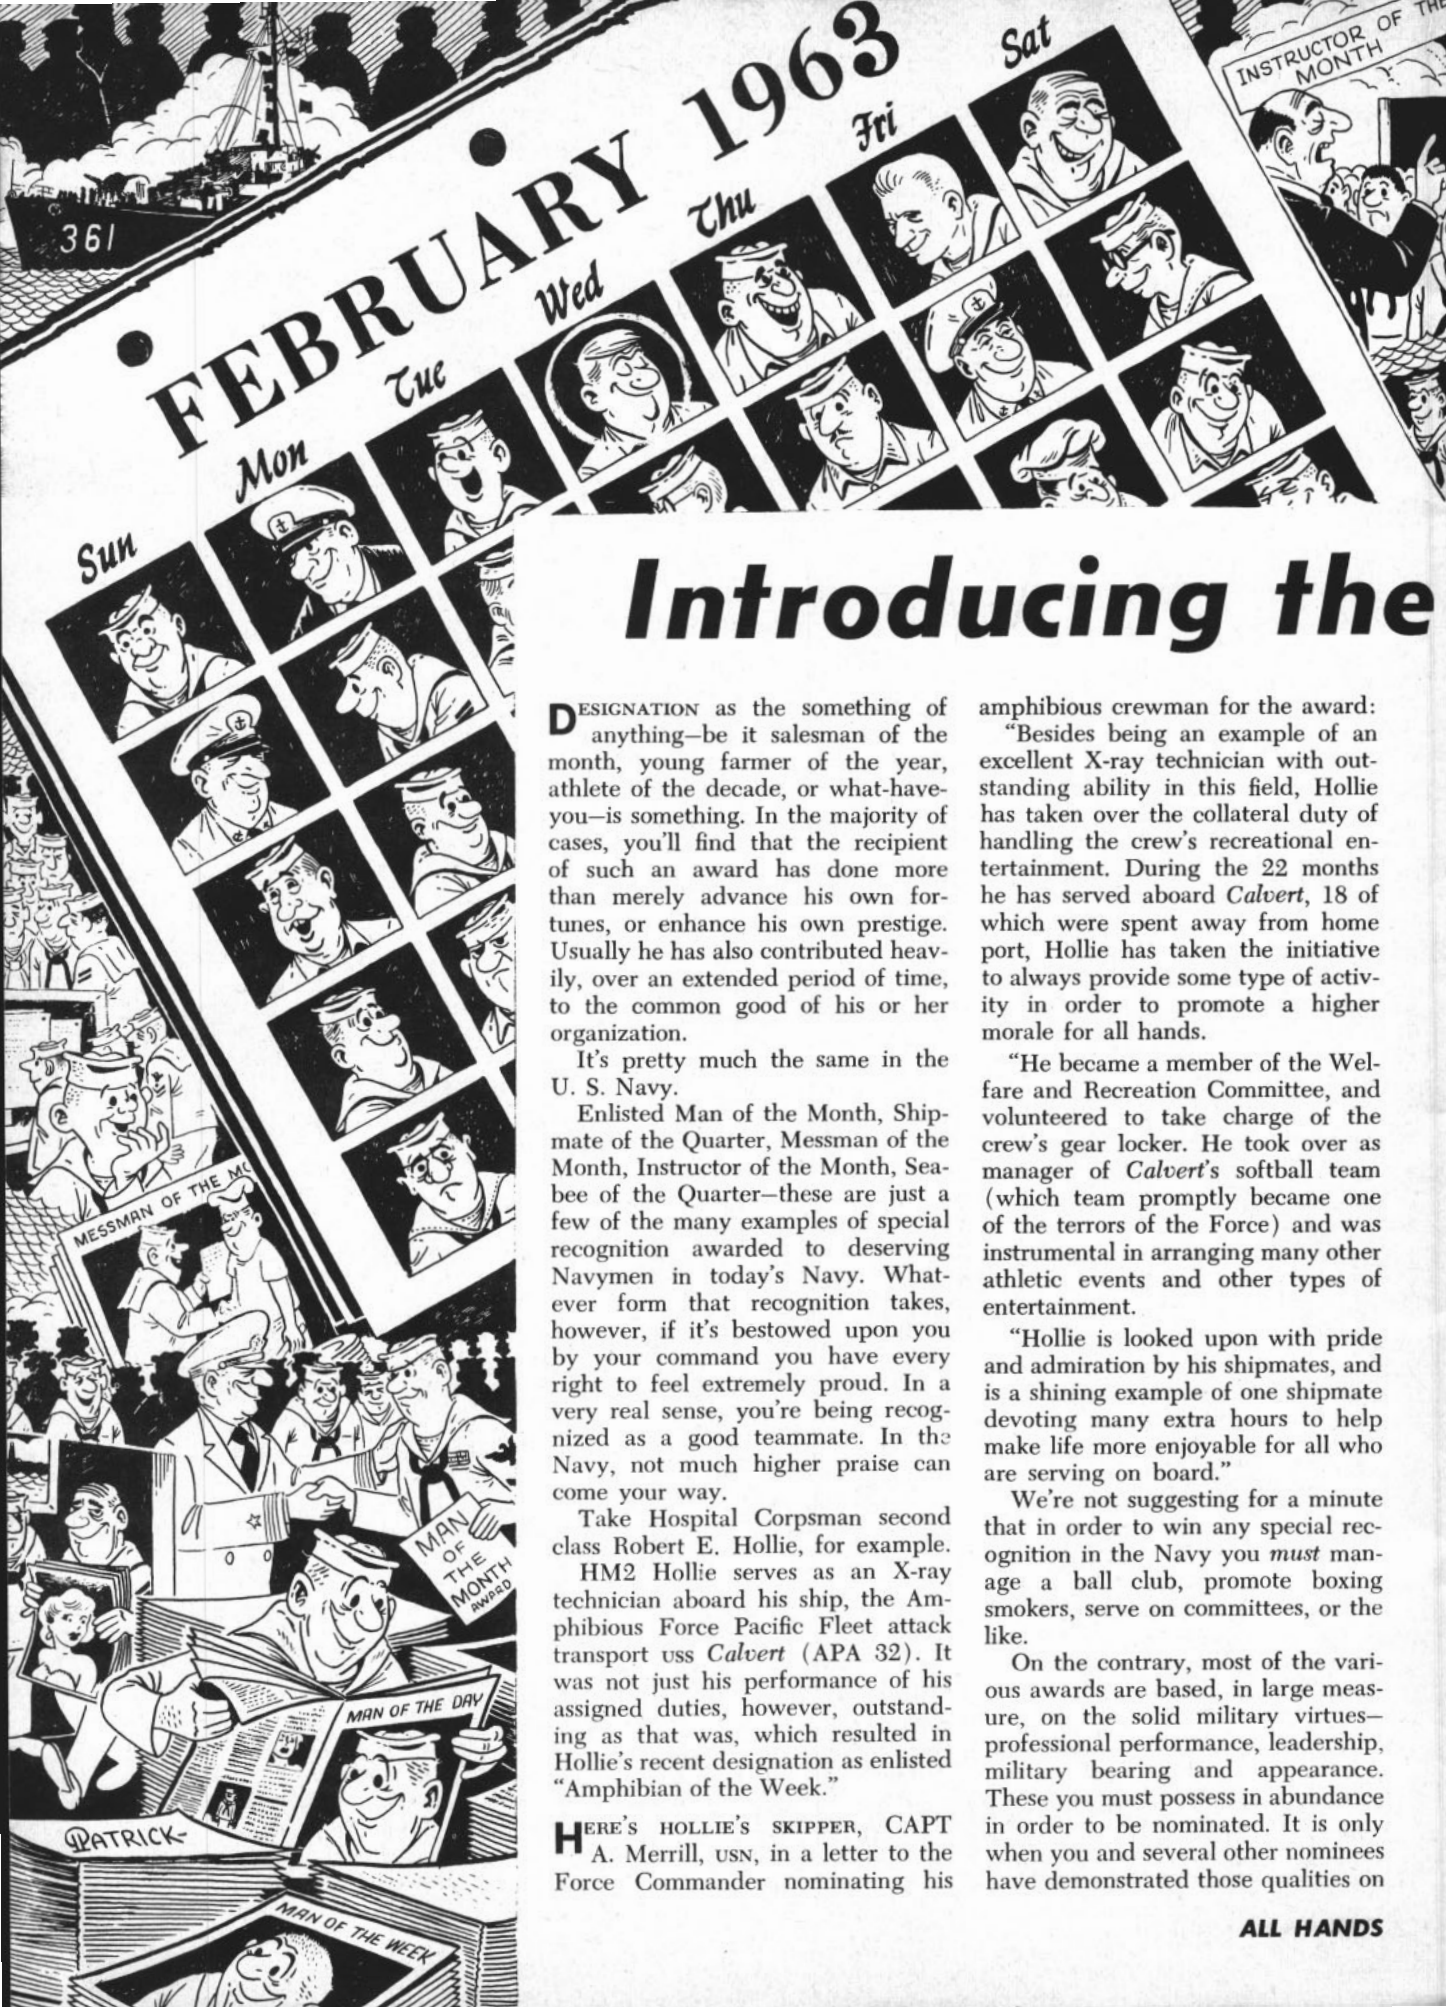 INSTRUCTOR OF THE
MONTH
361
FEBRUARY 1963
Sun
Mon
Tue
Wed
Thu
Fri
Sat
Introducing the
DESIGNATION as the something of
anything—be it salesman of the
month, young farmer of the year,
athlete of the decade, or what-have-
you—is something. In the majority of
cases, you'll find that the recipient
of such an award has done more
than merely advance his own for-
tunes, or enhance his own prestige.
Usually he has also contributed heav-
ily, over an extended period of time,
to the common good of his or her
organization.
It's pretty much the same in the
U. S. Navy.
Enlisted Man of the Month, Ship-
mate of the Quarter, Messman of the
Month, Instructor of the Month, Sea-
bee of the Quarter—these are just a
few of the many examples of special
recognition awarded to deserving
Navymen in today's Navy. What-
ever form that recognition takes,
however, if it's bestowed upon you
by your command you have every
right to feel extremely proud. In a
very real sense, you're being recog-
nized as a good teammate. In the
Navy, not much higher praise can
come your way.
Take Hospital Corpsman second
class Robert E. Hollie, for example.
HM2 Hollie serves as an X-ray
technician aboard his ship, the Am-
phibious Force Pacific Fleet attack
transport USS Calvert (APA 32). It
was not just his performance of his
assigned duties, however, outstand-
ing as that was, which resulted in
Hollie's recent designation as enlisted
"Amphibian of the Week."
HERE'S HOLLIE'S SKIPPER, CAPT
A. Merrill, USN, in a letter to the
Force Commander nominating his
amphibious crewman for the award:
"Besides being an example of an
excellent X-ray technician with out-
standing ability in this field, Hollie
has taken over the collateral duty of
handling the crew's recreational en-
tertainment. During the 22 months
he has served aboard Calvert, 18 of
which were spent away from home
port, Hollie has taken the initiative
to always provide some type of activ-
ity in order to promote a higher
morale for all hands.
"He became a member of the Wel-
fare and Recreation Committee, and
volunteered to take charge of the
crew's gear locker. He took over as
manager of Calvert's softball team
(which team promptly became one
of the terrors of the Force) and was
instrumental in arranging many other
athletic events and other types of
entertainment.
"Hollie is looked upon with pride
and admiration by his shipmates, and
is a shining example of one shipmate
devoting many extra hours to help
make life more enjoyable for all who
are serving on board."
We're not suggesting for a minute
that in order to win any special rec-
ognition in the Navy you must man-
age a ball club, promote boxing
smokers, serve on committees, or the
like.
On the contrary, most of the vari-
ous awards are based, in large meas-
ure, on the solid military virtues—
professional performance, leadership,
military bearing and appearance.
These you must possess in abundance
in order to be nominated. It is only
when you and several other nominees
have demonstrated those qualities on
MESSMAN OF THE MO
MAN
OF
THE
MONTH
AWARD
MAN OF THE DAY
PATRICK-
MAN OF THE WEEK
ALL HANDS